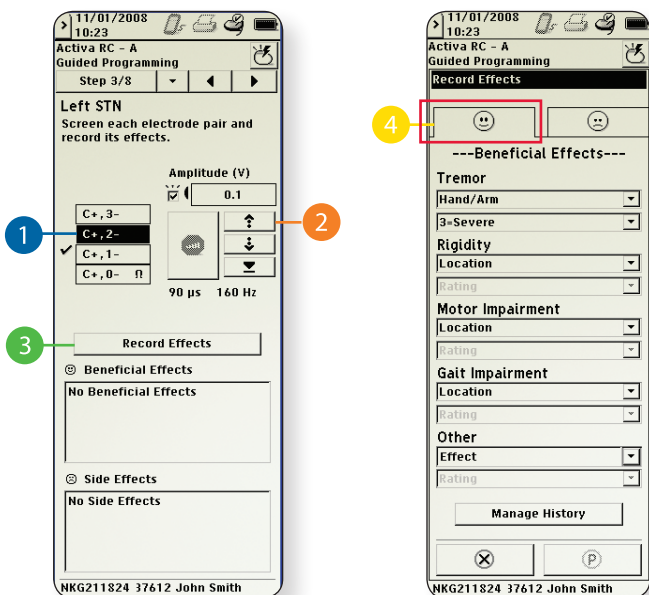 11/01/2008
10:23
Activa RC - A
Guided Programming
Step 3/8
Left STN
Screen each electrode pair and
record its effects.
Amplitude (V)
0.1
C+,3-
C+,2-
C+,1-
C+,0- Ω
90 µs 160 Hz
Record Effects
Beneficial Effects
No Beneficial Effects
Side Effects
No Side Effects
NKG211824 37612 John Smith
1
2
3
11/01/2008
10:23
Activa RC - A
Guided Programming
Record Effects
4
---Beneficial Effects---
Tremor
Hand/Arm
3=Severe
Rigidity
Location
Rating
Motor Impairment
Location
Rating
Gait Impairment
Location
Rating
Other
Effect
Rating
Manage History
P
NKG211824 37612 John Smith